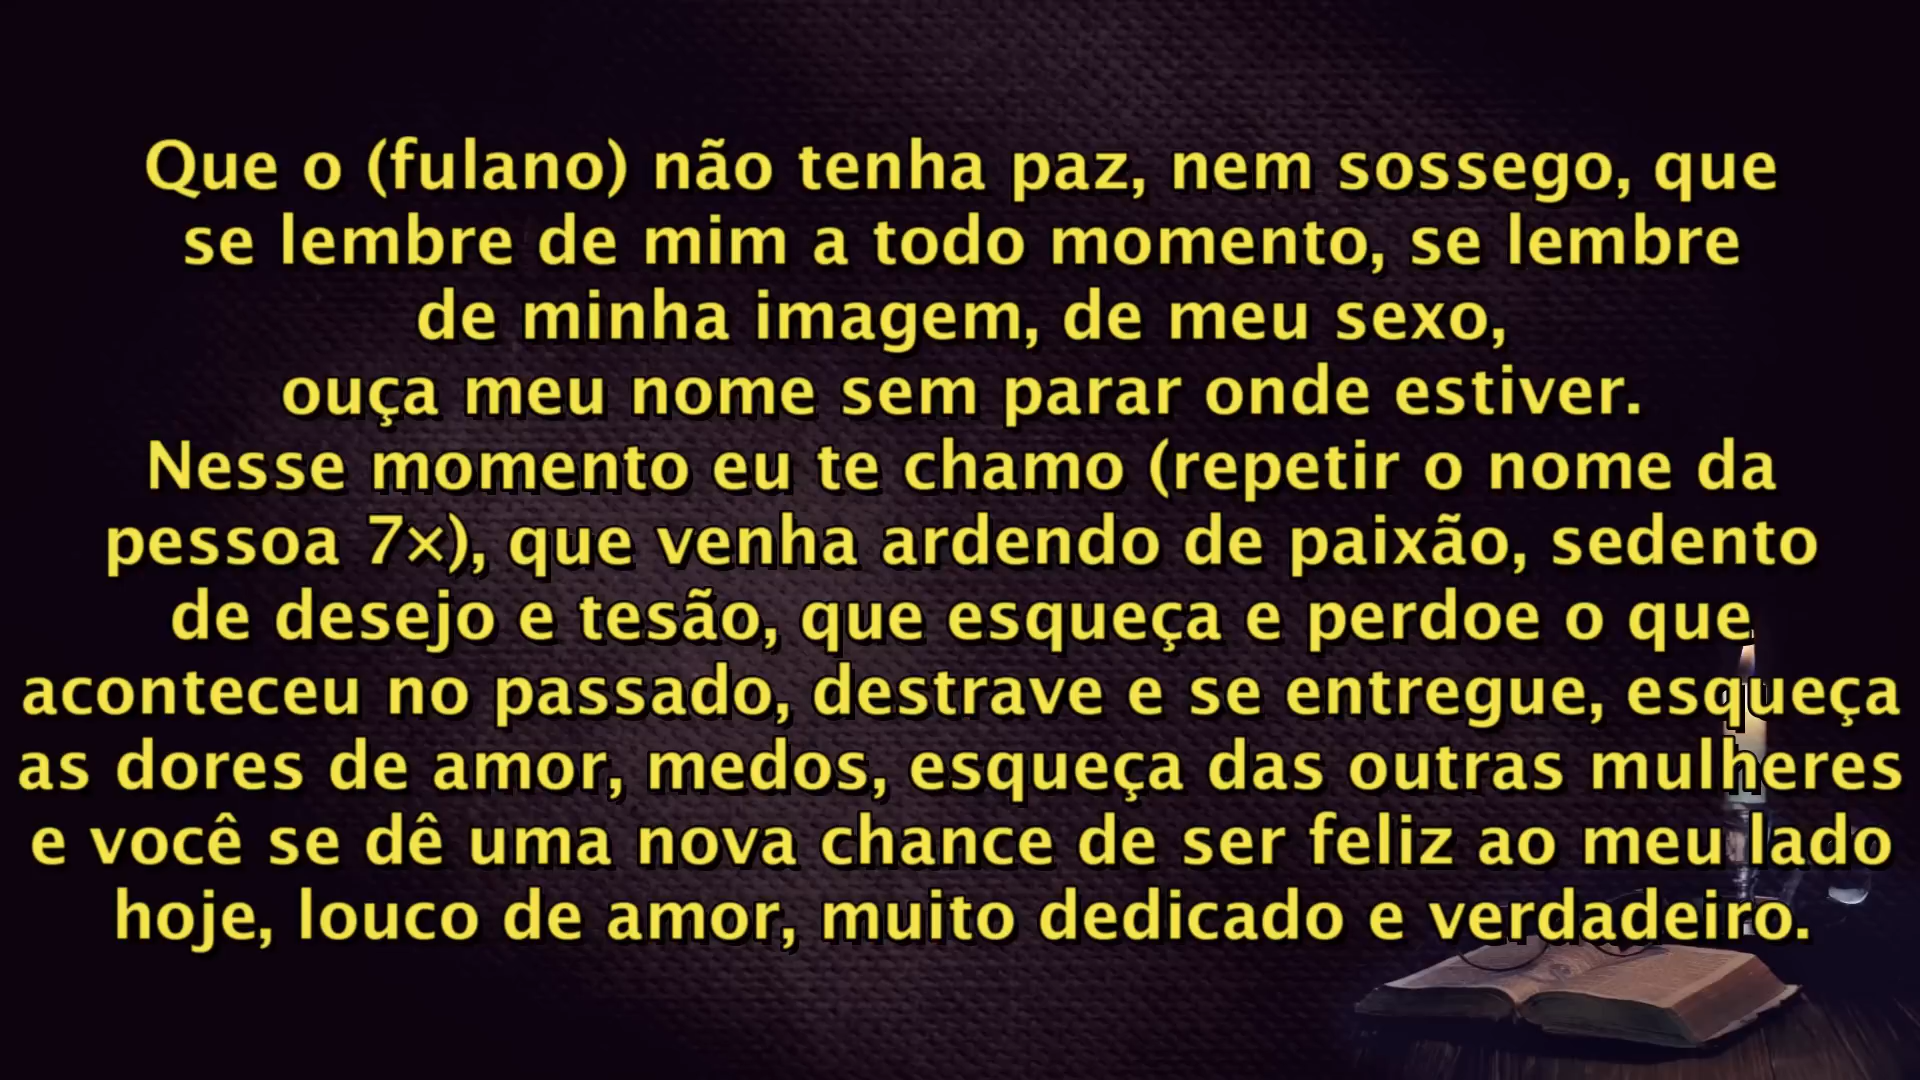 Que o (fulano) não tenha paz, nem sossego, que
se lembre de mim a todo momento, se lembre
de minha imagem, de meu sexo,
ouça meu nome sem parar onde estiver.
Nesse momento eu te chamo (repetir o nome da
pessoa 7×), que venha ardendo de paixão, sedento
de desejo e tesão, que esqueça e perdoe o que
aconteceu no passado, destrave e se entregue, esqueça
as dores de amor, medos, esqueça das outras mulheres
e você se dê uma nova chance de ser feliz ao meu lado
hoje, louco de amor, muito dedicado e verdadeiro.